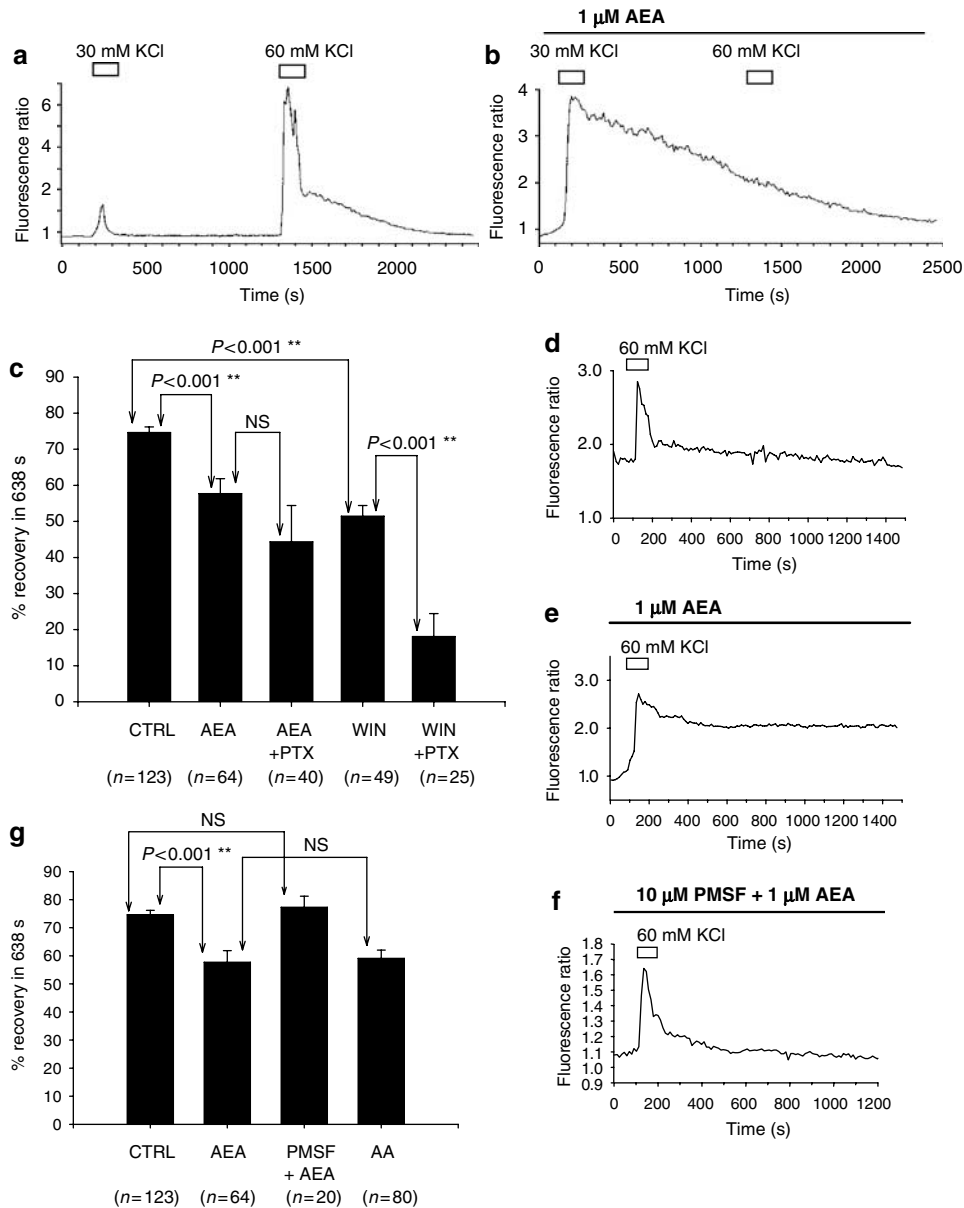 a
30 mM KCl
60 mM KCl
Fluorescence ratio
6
4
2
1
0 500 1000 1500 2000
Time (s)
1 μM AEA
b
30 mM KCl
60 mM KCl
Fluorescence ratio
4
3
2
1
0 500 1000 1500 2000 2500
Time (s)
c
P<0.001 **
P<0.001 **
NS
P<0.001 **
% recovery in 638 s
90
80
70
60
50
40
30
20
10
0
CTRL AEA AEA +PTX WIN WIN +PTX
(n=123) (n=64) (n=40) (n=49) (n=25)
d
60 mM KCl
Fluorescence ratio
3.0
2.0
1.0
0 200 400 600 800 1000 1200 1400
Time (s)
e
1 μM AEA
60 mM KCl
Fluorescence ratio
3.0
2.0
1.0
0 200 400 600 800 1000 1200 1400
Time (s)
f
10 μM PMSF + 1 μM AEA
60 mM KCl
Fluorescence ratio
1.8
1.7
1.6
1.5
1.4
1.3
1.2
1.1
1.0
0.9
0 200 400 600 800 1000 1200
Time (s)
g
NS
P<0.001 **
NS
% recovery in 638 s
90
80
70
60
50
40
30
20
10
0
CTRL AEA PMSF + AEA AA
(n=123) (n=64) (n=20) (n=80)